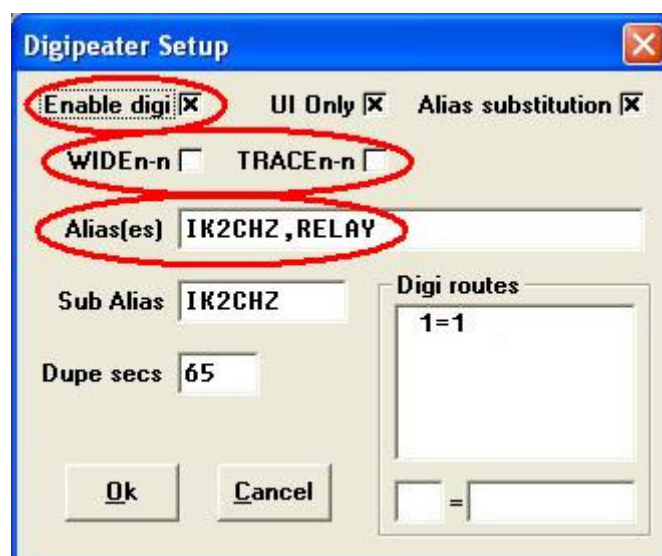 Digipeater Setup
Enable digi UI Only Alias substitution
WIDEn-n TRACEn-n
Alias(es) IK2CHZ,RELAY
Sub Alias IK2CHZ
Digi routes
1=1
Dupe secs 65
Ok Cancel
=